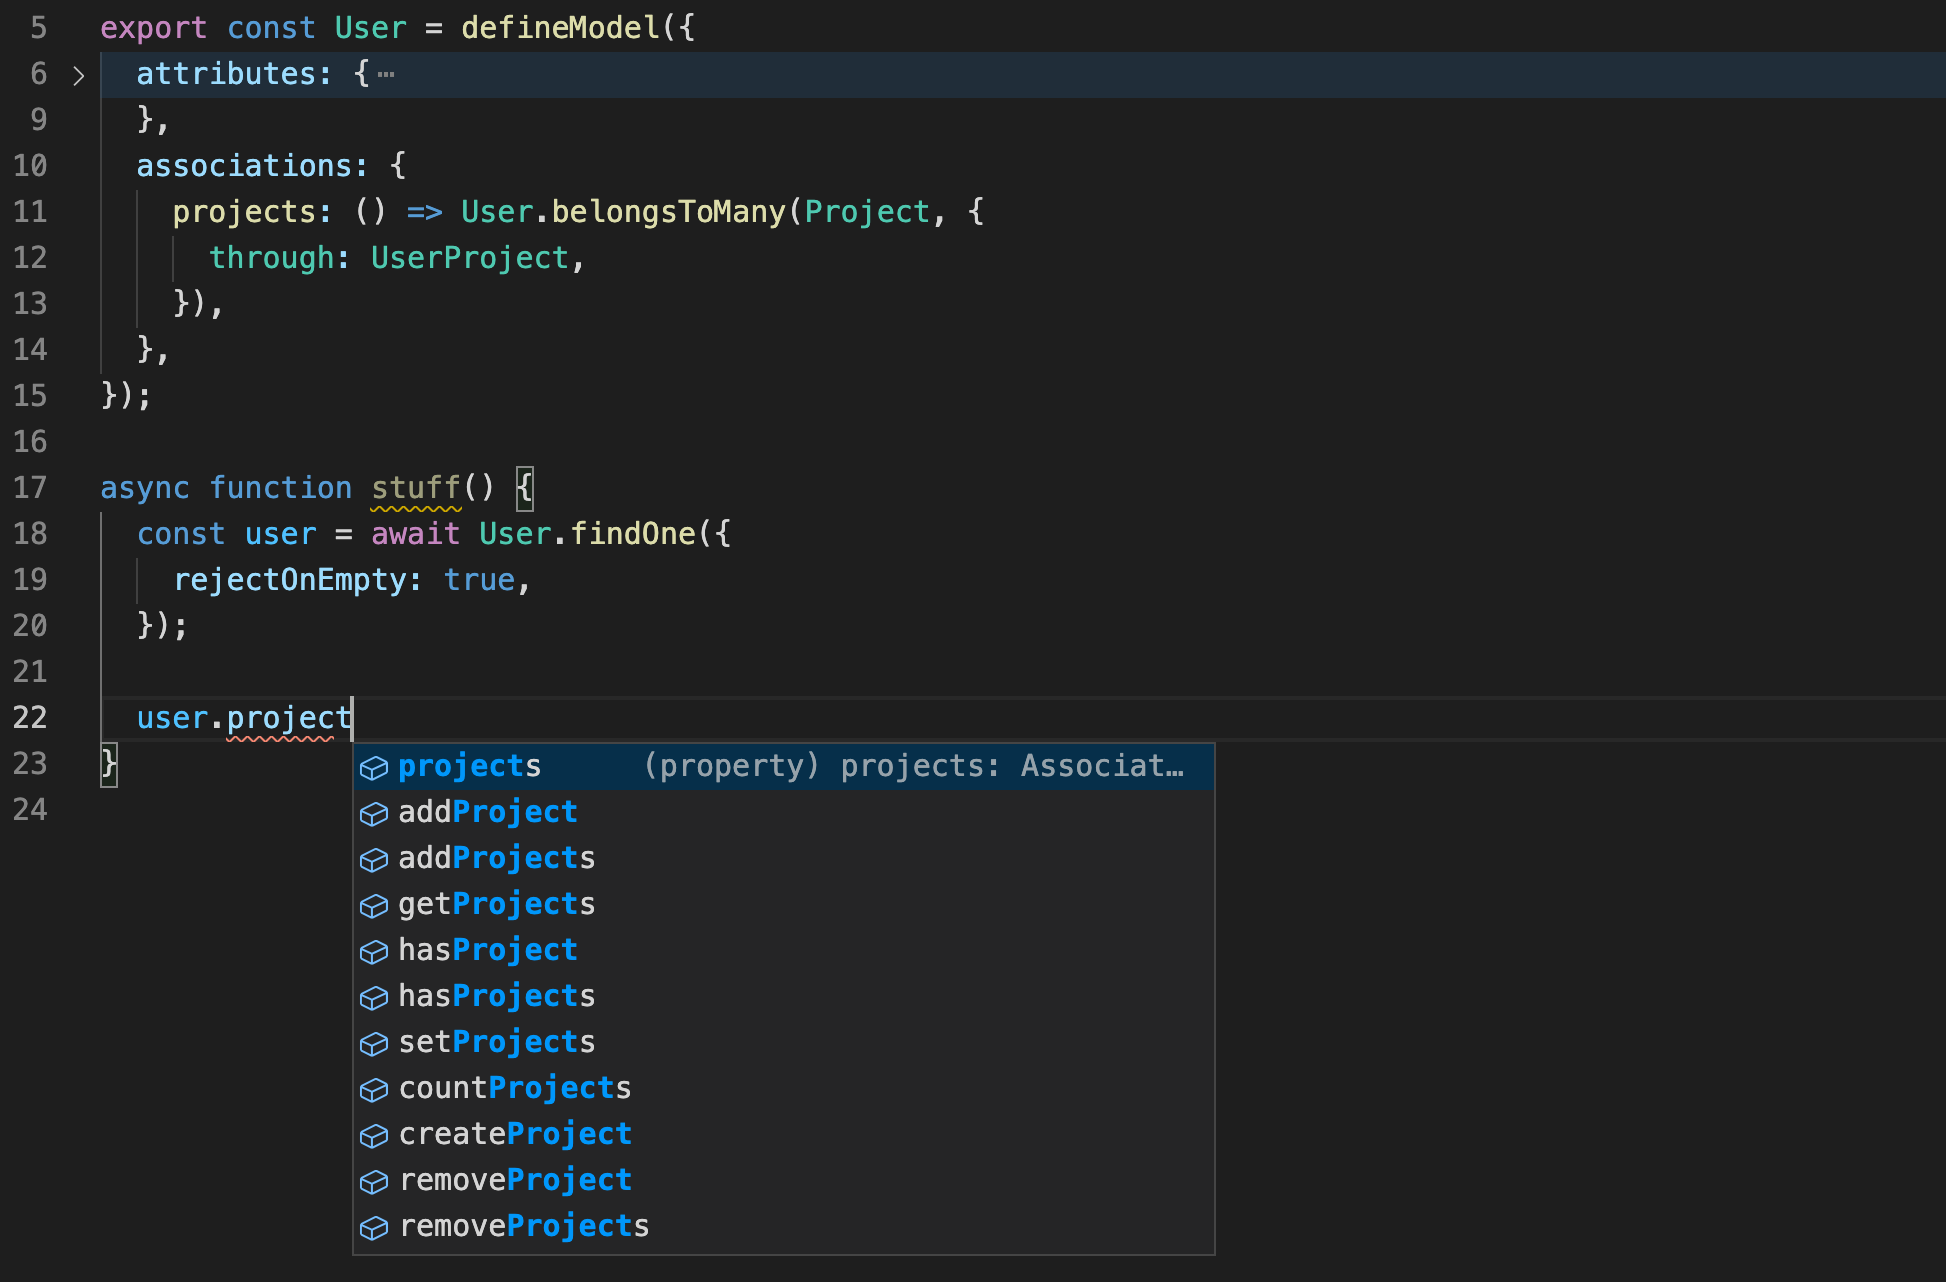 5 export const User = defineModel({
6 > attributes: {⋯
9 },
10 associations: {
11 projects: () => User.belongsToMany(Project, {
12 through: UserProject,
13 }),
14 },
15 });
16
17 async function stuff() {
18 const user = await User.findOne({
19 rejectOnEmpty: true,
20 });
21
22 user.project
23 }
projects (property) projects: Associat…
24
addProject
addProjects
getProjects
hasProject
hasProjects
setProjects
countProjects
createProject
removeProject
removeProjects